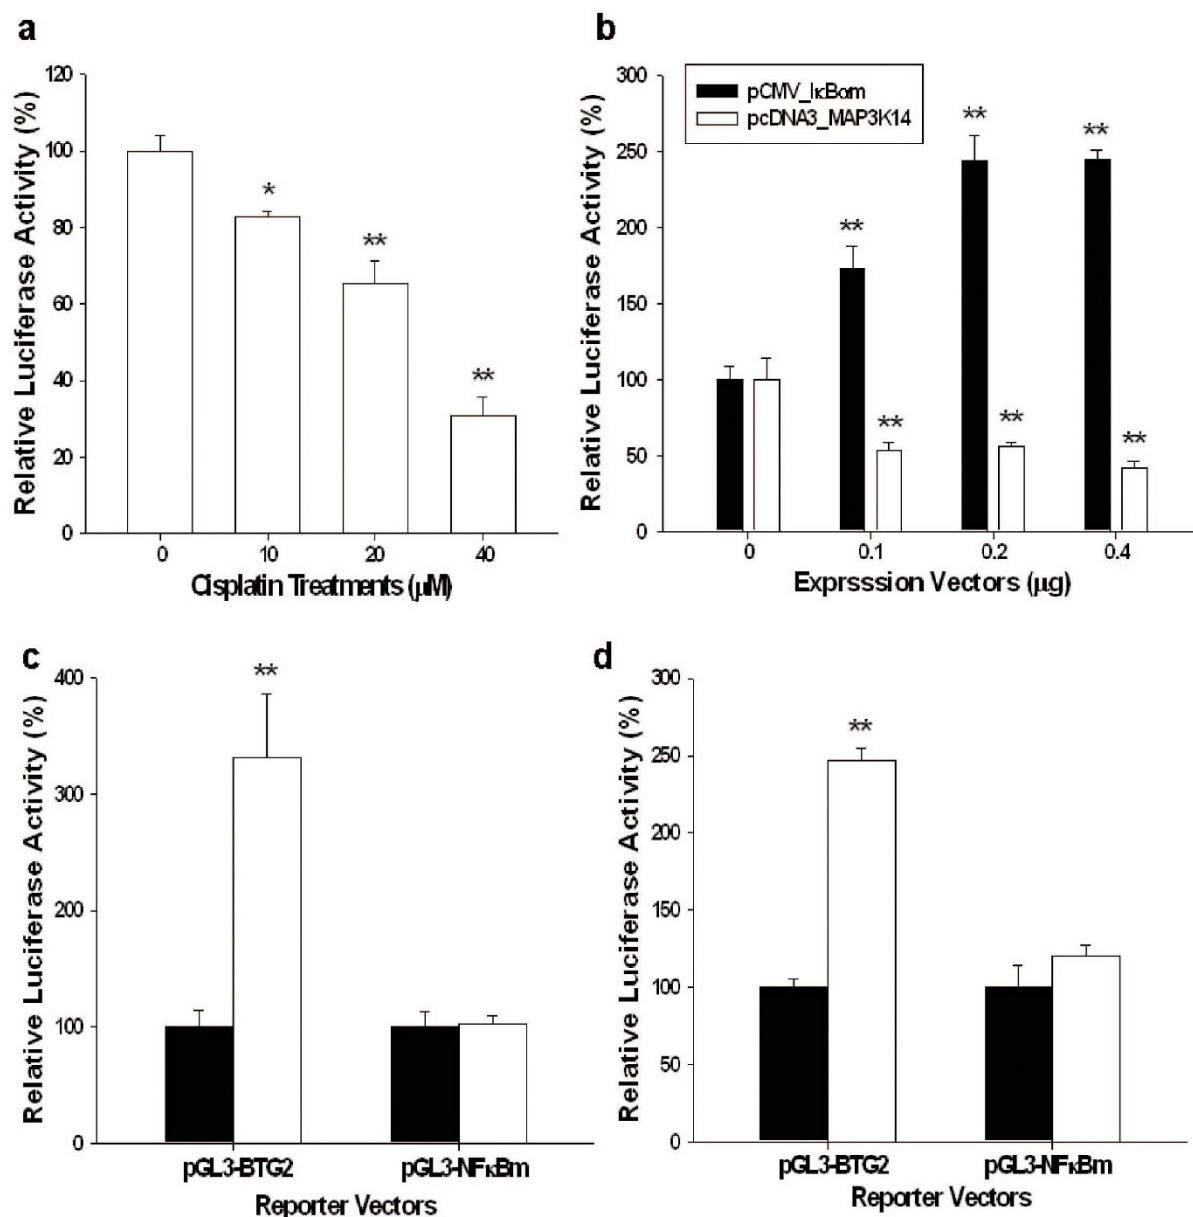 a
Relative Luciferase Activity (%)
120
100
80
60
40
20
0
*
**
**
0 10 20 40
Cisplatin Treatments (μM)
b
Relative Luciferase Activity (%)
300
250
200
150
100
50
0
pCMV_IκBαm
pcDNA3_MAP3K14
**
**
**
**
**
**
0 0.1 0.2 0.4
Exprsssion Vectors (μg)
c
Relative Luciferase Activity (%)
400
300
200
100
0
**
pGL3-BTG2 pGL3-NFκBm
Reporter Vectors
d
Relative Luciferase Activity (%)
300
250
200
150
100
50
0
**
pGL3-BTG2 pGL3-NFκBm
Reporter Vectors